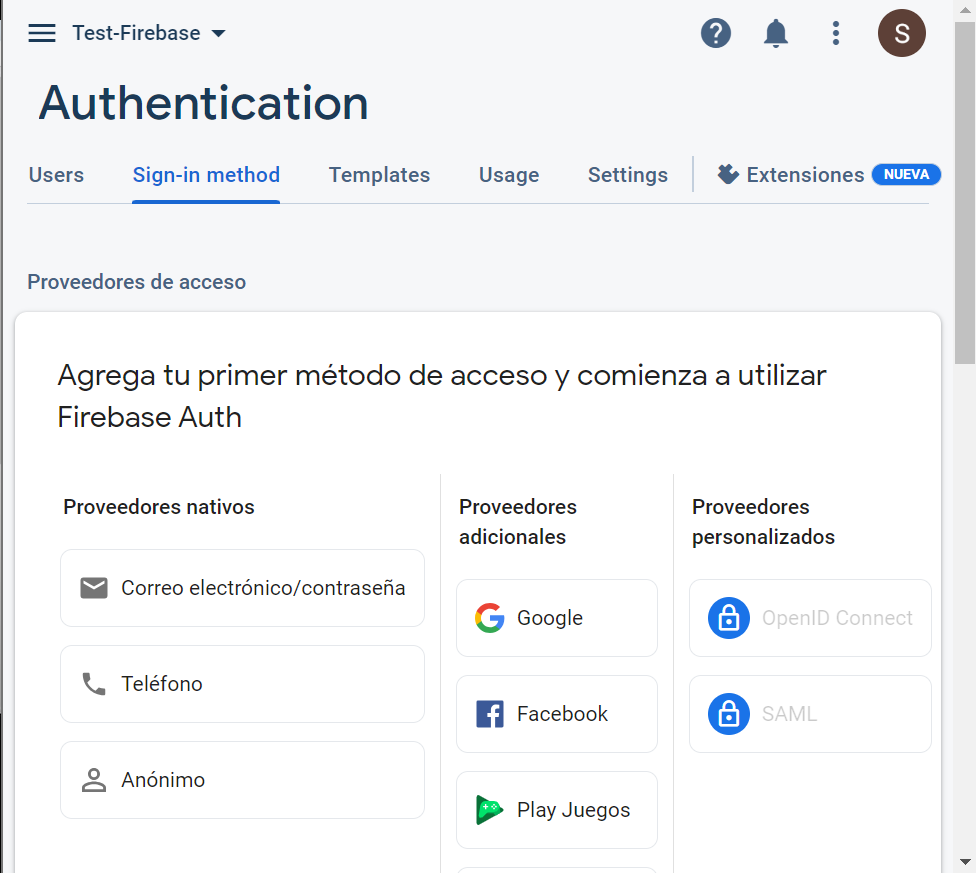 Test-Firebase
S
Authentication
Users
Sign-in method
Templates
Usage
Settings
Extensiones
NUEVA
Proveedores de acceso
Agrega tu primer método de acceso y comienza a utilizar
Firebase Auth
Proveedores nativos
Correo electrónico/contraseña
Teléfono
Anónimo
Proveedores
adicionales
Google
Facebook
Play Juegos
Proveedores
personalizados
OpenID Connect
SAML